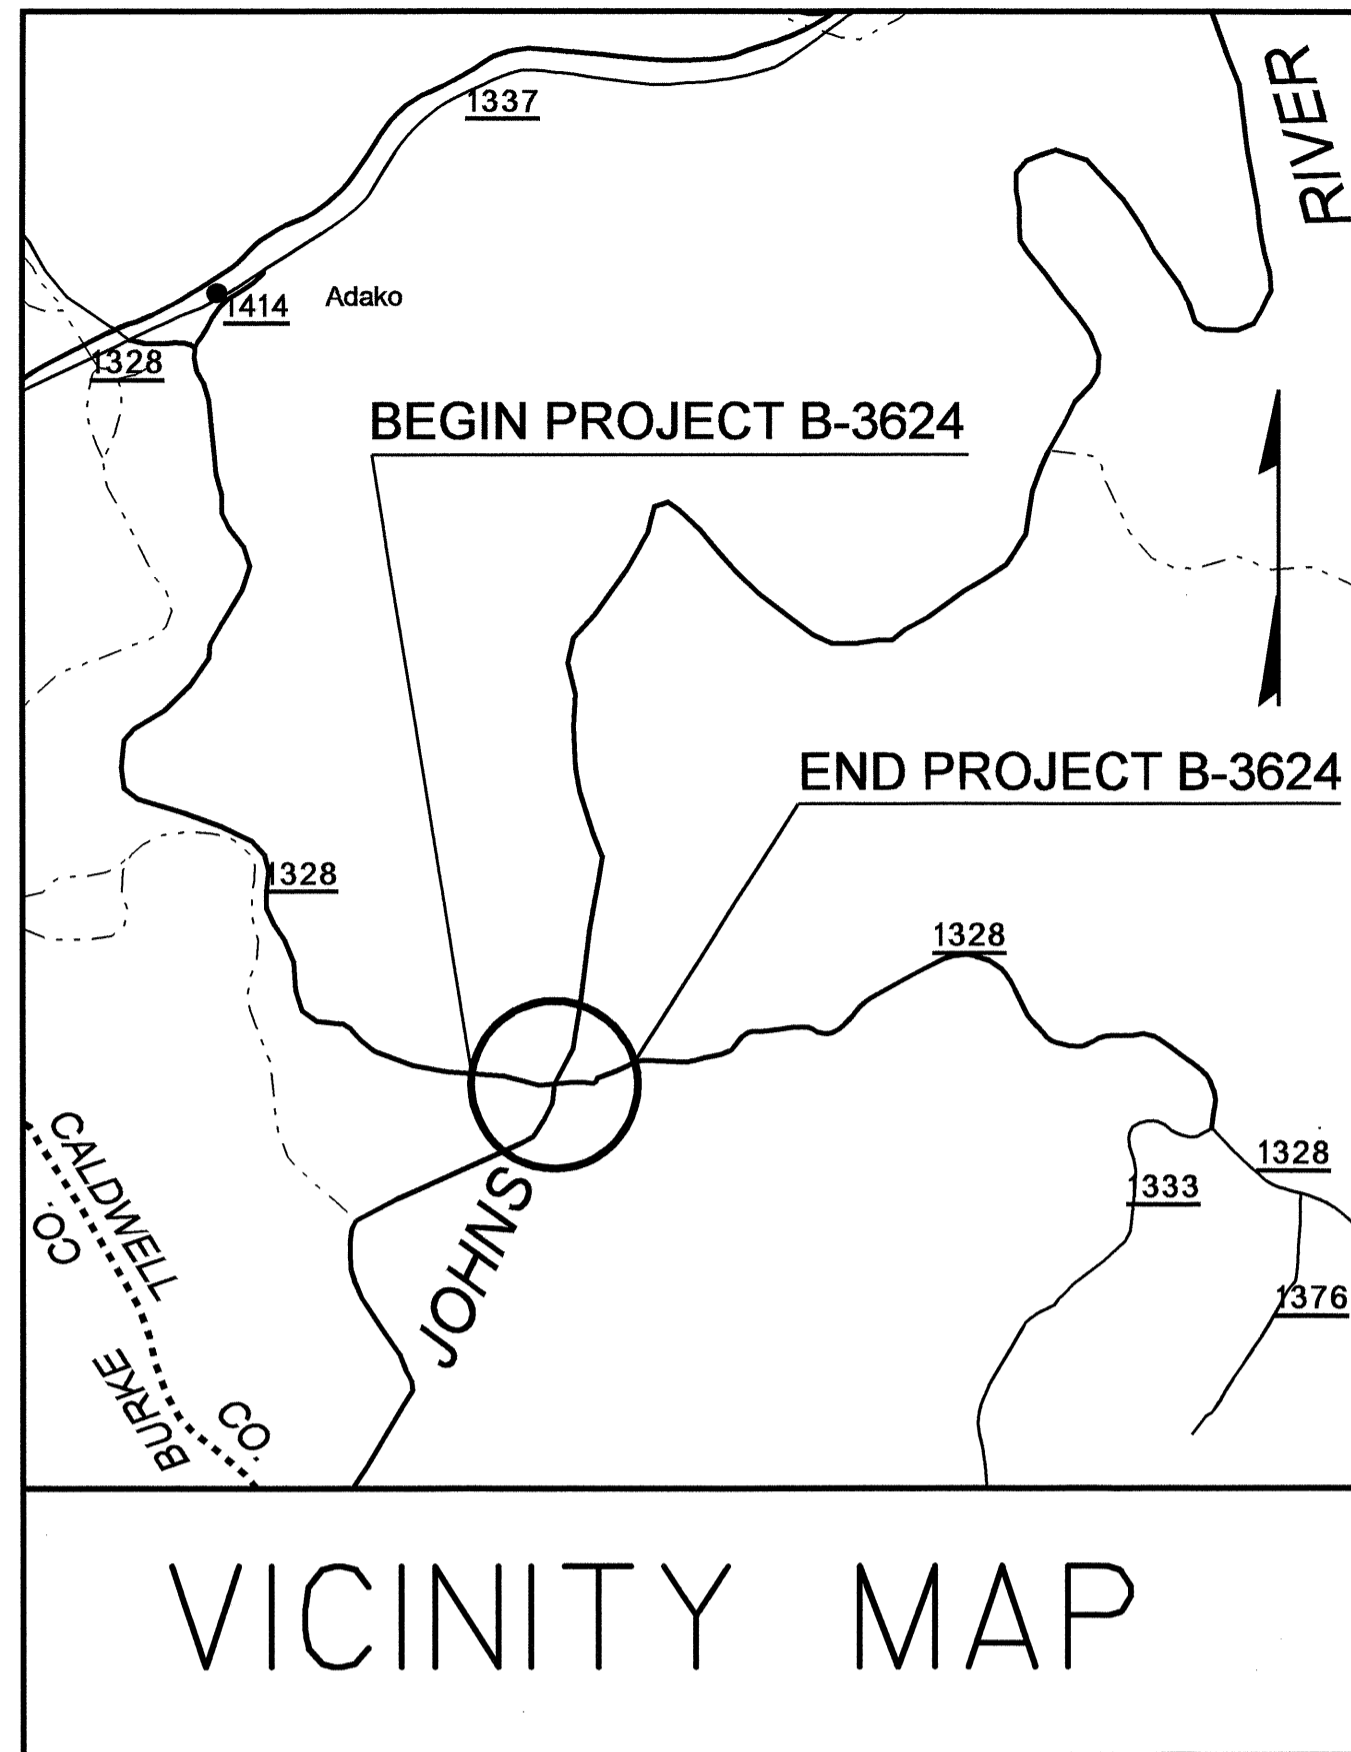 RIVER
1337
1414
Adako
1328
BEGIN PROJECT B-3624
END PROJECT B-3624
1328
1328
CALDWELL
CO.
JOHNS
1328
1333
1376
BURKE
CO.
VICINITY MAP